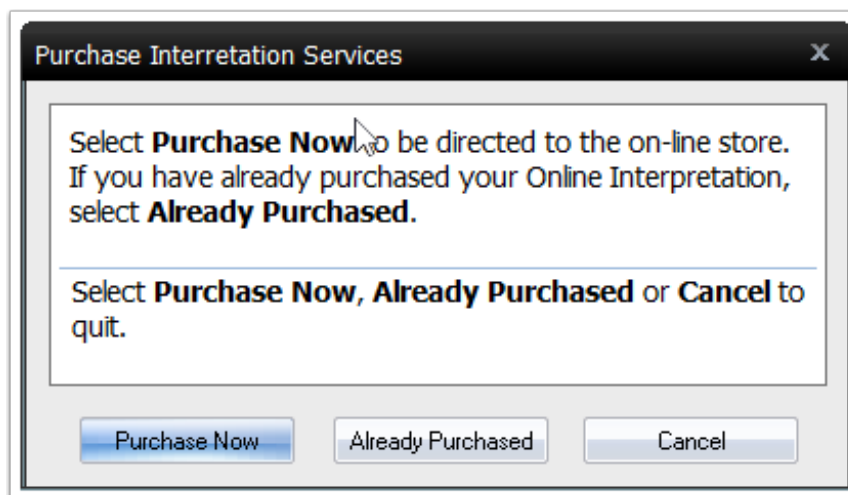 Purchase Interretation Services
x
Select Purchase Now to be directed to the on-line store.
If you have already purchased your Online Interpretation,
select Already Purchased.
Select Purchase Now, Already Purchased or Cancel to
quit.
Purchase Now
Already Purchased
Cancel